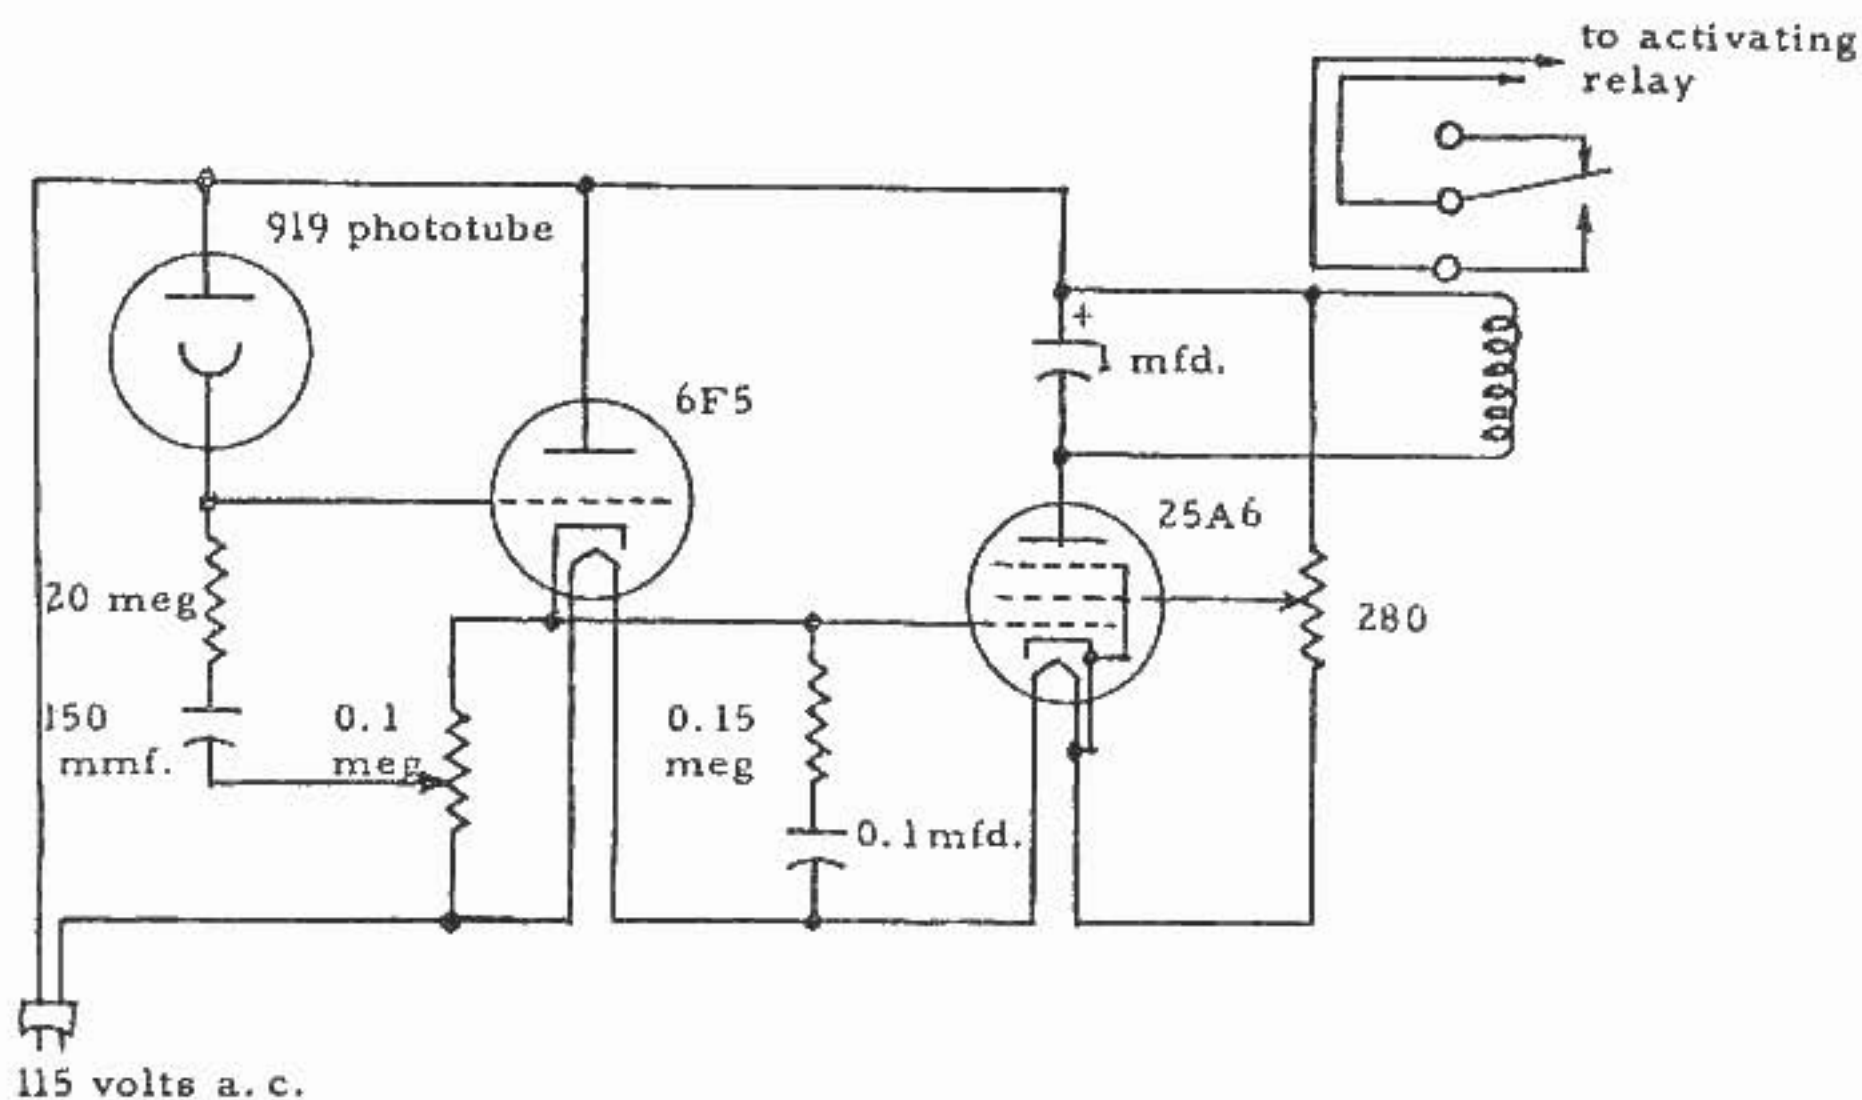 to activating
relay
919 phototube
6F5
1 mfd.
25A6
20 meg
280
150
mmf.
0.1
meg
0.15
meg
0.1mfd.
+
115 volts a.c.